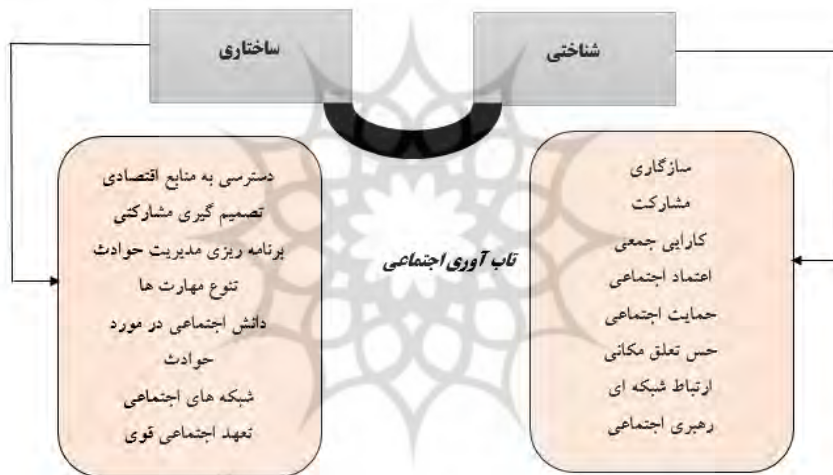 شناختی
ساختاری
سازگاری
مشارکت
کارایی جمعی
اعتماد اجتماعی
حمایت اجتماعی
حس تعلق مکانی
ارتباط شبکه ای
رهبری اجتماعی
تاب آوری اجتماعی
دسترسی به منابع اقتصادی
تصمیم گیری مشارکتی
برنامه ریزی مدیریت حوادث
تنوع مهارت ها
دانش اجتماعی در مورد
حوادث
شبکه های اجتماعی
تعهد اجتماعی قوی